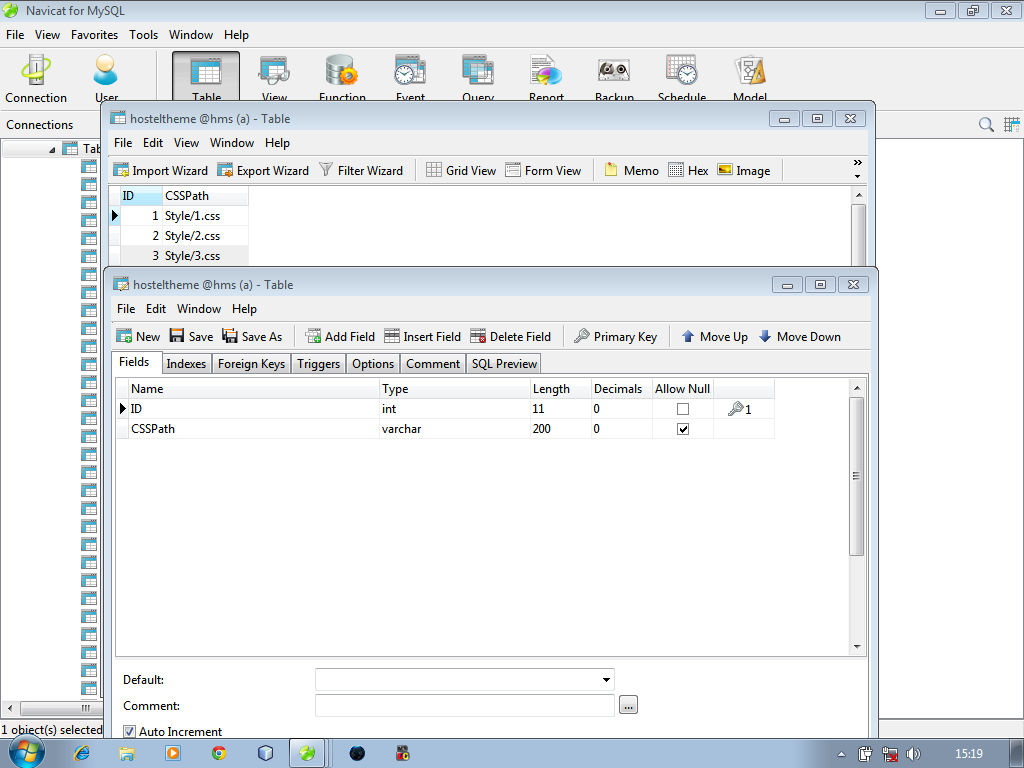 Navicat for MySQL
File View Favorites Tools Window Help
Connection User Table View Function Event Query Report Backup Schedule Model
Connections
hosteltheme @hms (a) - Table
File Edit View Window Help
Import Wizard Export Wizard Filter Wizard Grid View Form View Memo Hex Image
ID CSSPath
1 Style/1.css
2 Style/2.css
3 Style/3.css
hosteltheme @hms (a) - Table
File Edit Window Help
New Save Save As Add Field Insert Field Delete Field Primary Key Move Up Move Down
Fields Indexes Foreign Keys Triggers Options Comment SQL Preview
Name Type Length Decimals Allow Null
ID int 11 0 1
CSSPath varchar 200 0
Default:
Comment: ...
Auto Increment
1 object(s) selected
15:19